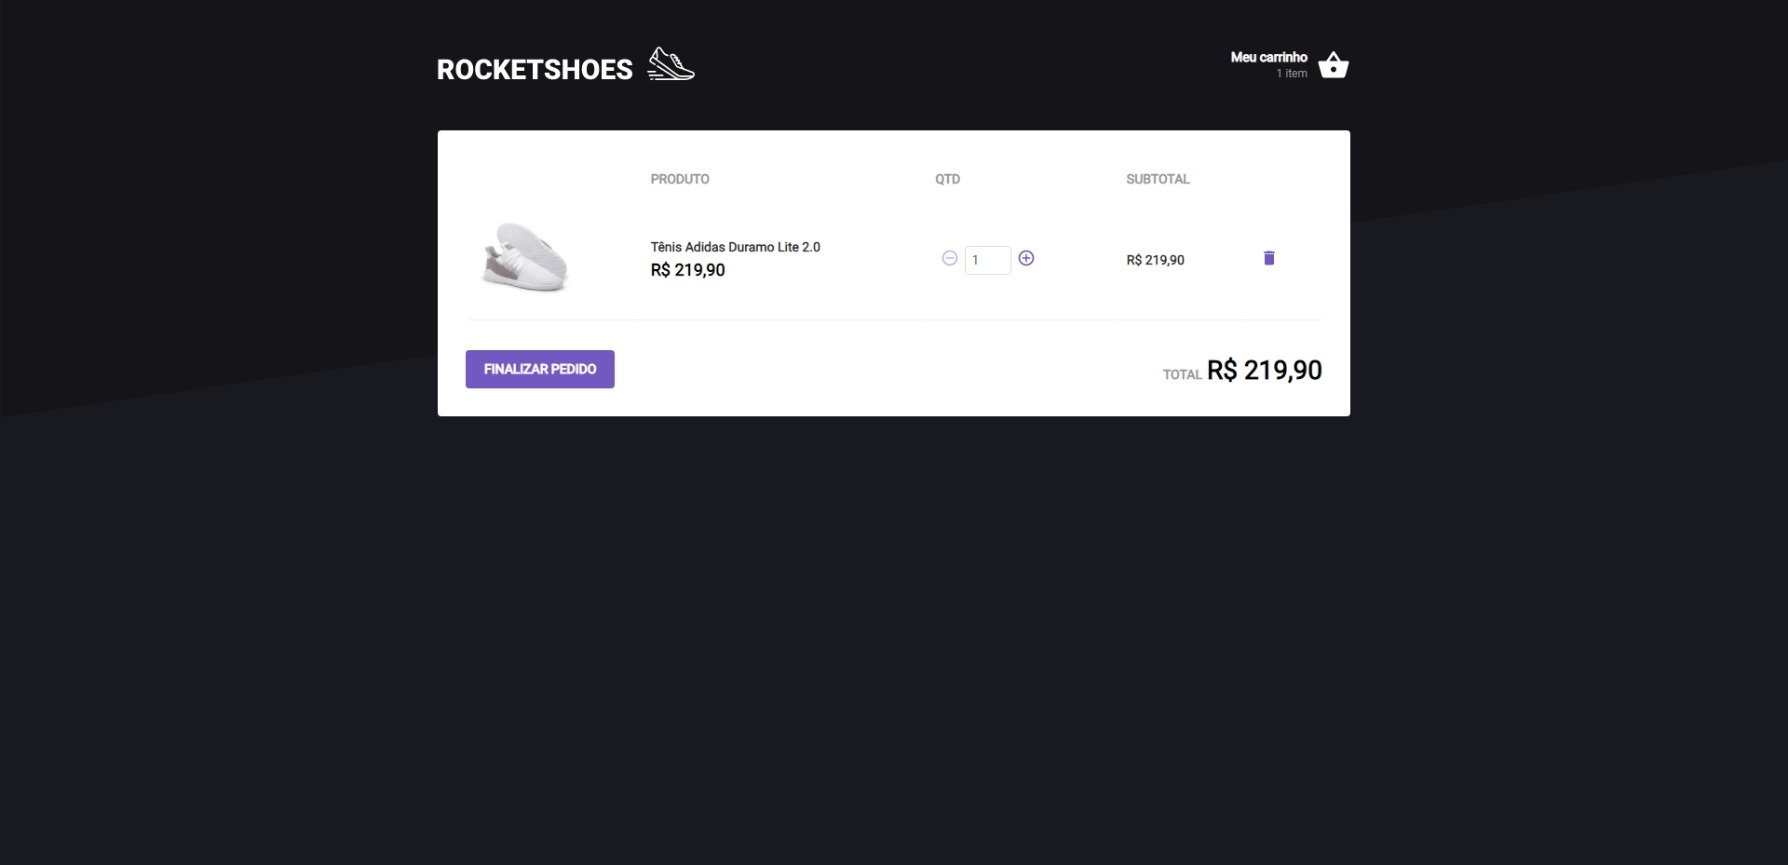 ROCKETSHOES
Meu carrinho
1 item
PRODUTO QTD SUBTOTAL
Tênis Adidas Duramo Lite 2.0
R$ 219,90
1
R$ 219,90
FINALIZAR PEDIDO
TOTAL R$ 219,90